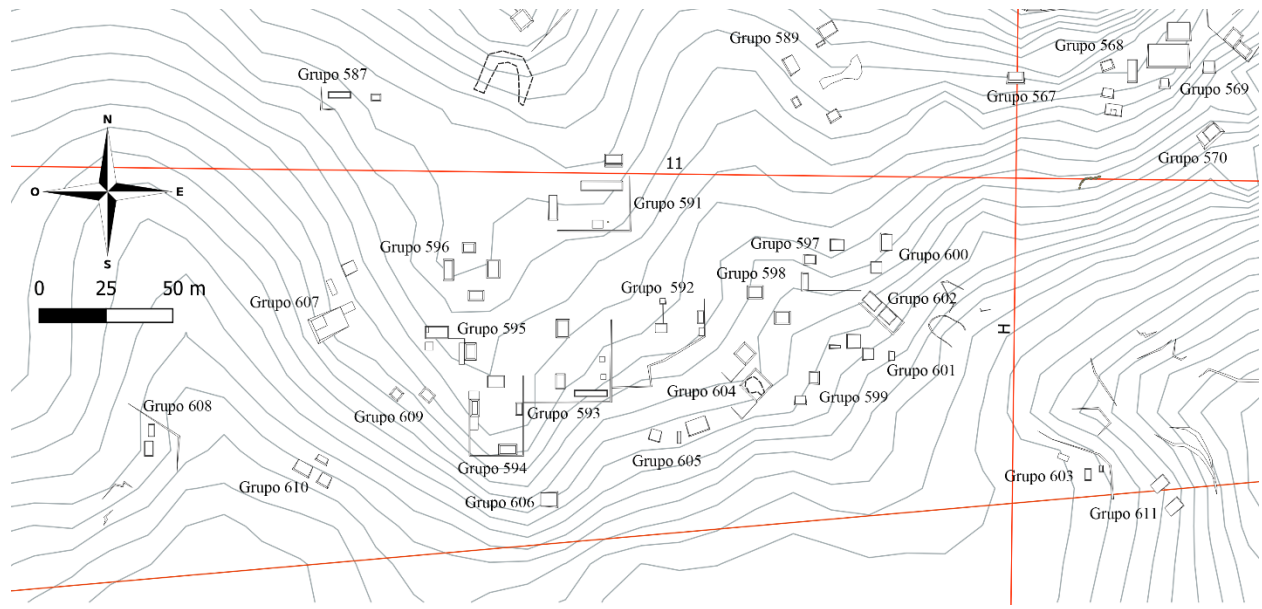 Grupo 589
Grupo 568
Grupo 587
Grupo 567
Grupo 569
N
Grupo 570
11
O
E
Grupo 591
S
Grupo 596
Grupo 597
Grupo 600
Grupo 598
0 25 50 m
Grupo 607
Grupo 592
Grupo 602
Grupo 595
H
Grupo 601
Grupo 604
Grupo 599
Grupo 608
Grupo 609
Grupo 593
Grupo 605
Grupo 594
Grupo 603
Grupo 610
Grupo 606
Grupo 611